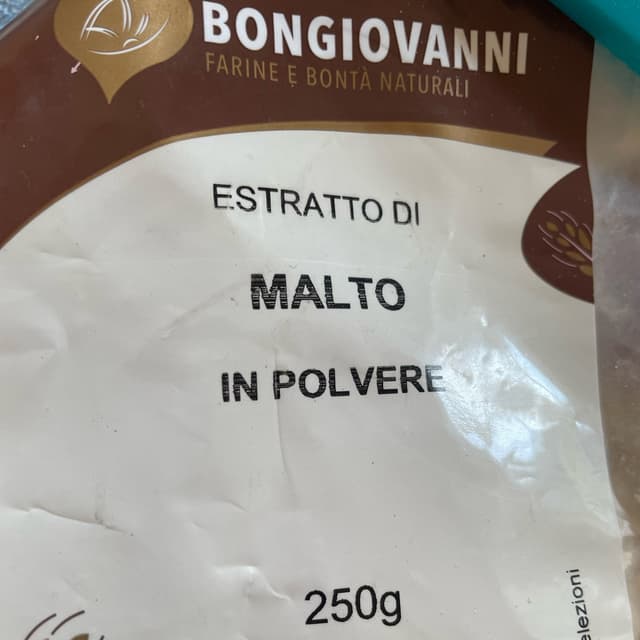 BONGIOVANNI
FARINE E BONTÀ NATURALI
ESTRATTO DI
MALTO
IN POLVERE
250g